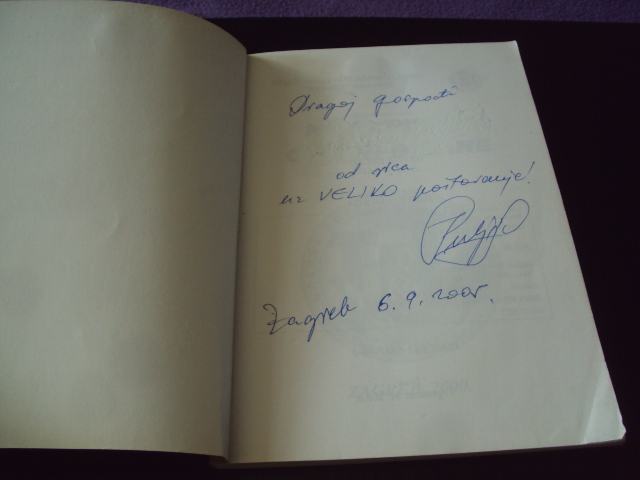 Dragoj gospođi
od srca
uz VELIKO poštovanje!
Zagreb 6.9.2005.